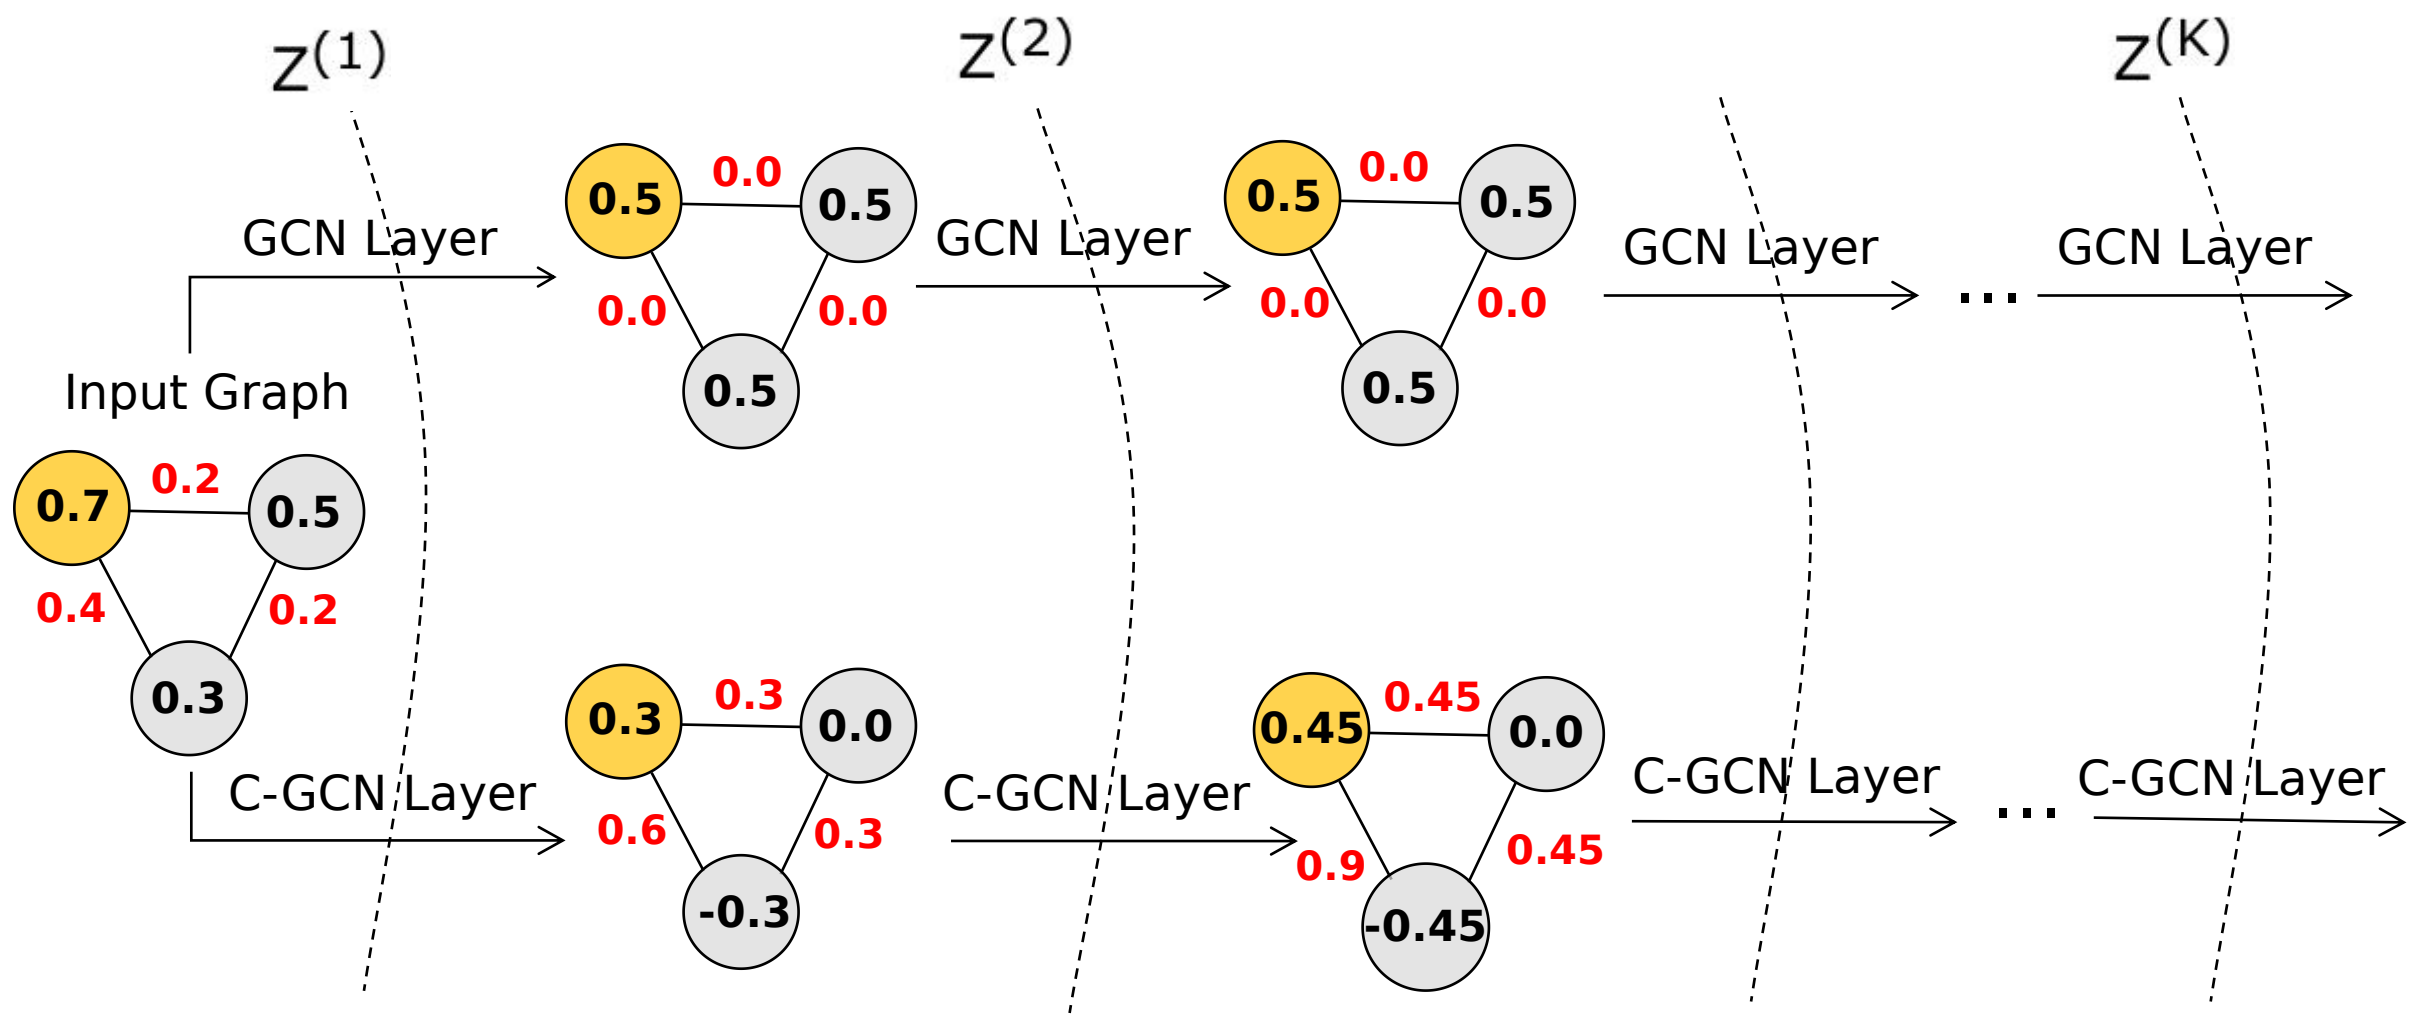 Z(1)
Z(2)
Z(K)
0.5 0.0 0.5
0.5 0.0 0.5
GCN Layer
GCN Layer
GCN Layer
GCN Layer
0.0 0.0
0.0 0.0
...
Input Graph
0.5
0.5
0.7 0.2 0.5
0.4 0.2
0.3
0.3 0.3 0.0
0.45 0.45 0.0
C-GCN Layer
C-GCN Layer
C-GCN Layer
C-GCN Layer
0.6 0.3
0.9 0.45
...
-0.3
-0.45